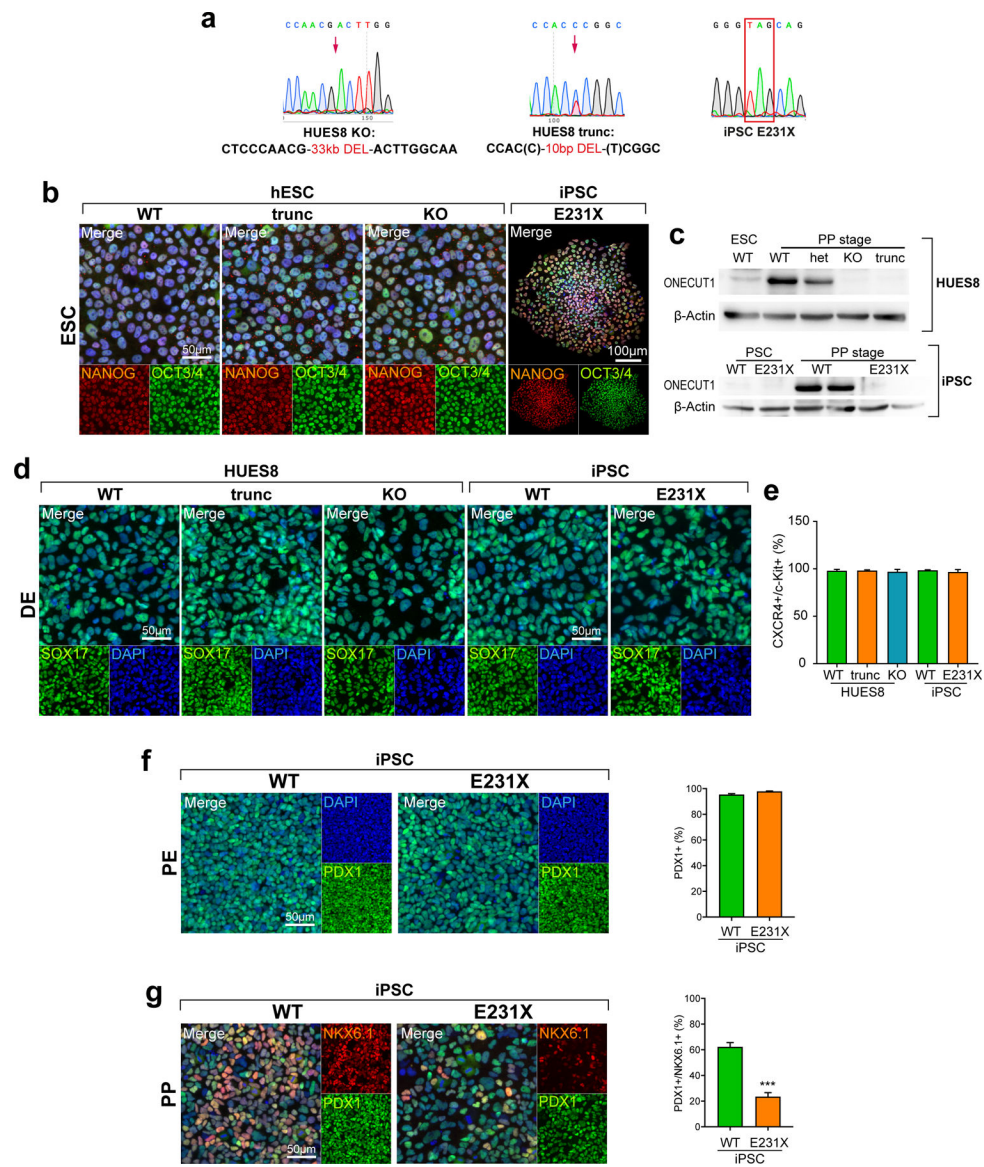 a
CCAACGACTTGG
CCACCCGGC
GGGTAGCAG
150
100
HUES8 KO:
CTCCCAACG-33kb DEL-ACTTGGCAA
HUES8 trunc:
CCAC(C)-10bp DEL-(T)CGGC
iPSC E231X
b
hESC
iPSC
WT
trunc
KO
E231X
ESC
Merge
Merge
Merge
Merge
50µm
100µm
NANOG
OCT3/4
NANOG
OCT3/4
NANOG
OCT3/4
NANOG
OCT3/4
c
ESC
PP stage
WT
WT
het
KO
trunc
ONECUT1
β-Actin
HUES8
PSC
PP stage
WT
E231X
WT
E231X
ONECUT1
β-Actin
iPSC
d
HUES8
iPSC
WT
trunc
KO
WT
E231X
DE
Merge
Merge
Merge
Merge
Merge
50µm
50µm
SOX17
DAPI
SOX17
DAPI
SOX17
DAPI
SOX17
DAPI
SOX17
DAPI
e
CXCR4+/c-Kit+ (%)
150
100
50
0
WT trunc KO
WT E231X
HUES8
iPSC
f
iPSC
WT
E231X
PE
Merge
DAPI
PDX1
50µm
Merge
DAPI
PDX1
PDX1+ (%)
100
80
60
40
20
0
WT E231X
iPSC
g
iPSC
WT
E231X
PP
Merge
NKX6.1
PDX1
50µm
Merge
NKX6.1
PDX1
PDX1+/NKX6.1+ (%)
100
80
60
40
20
0
***
WT E231X
iPSC